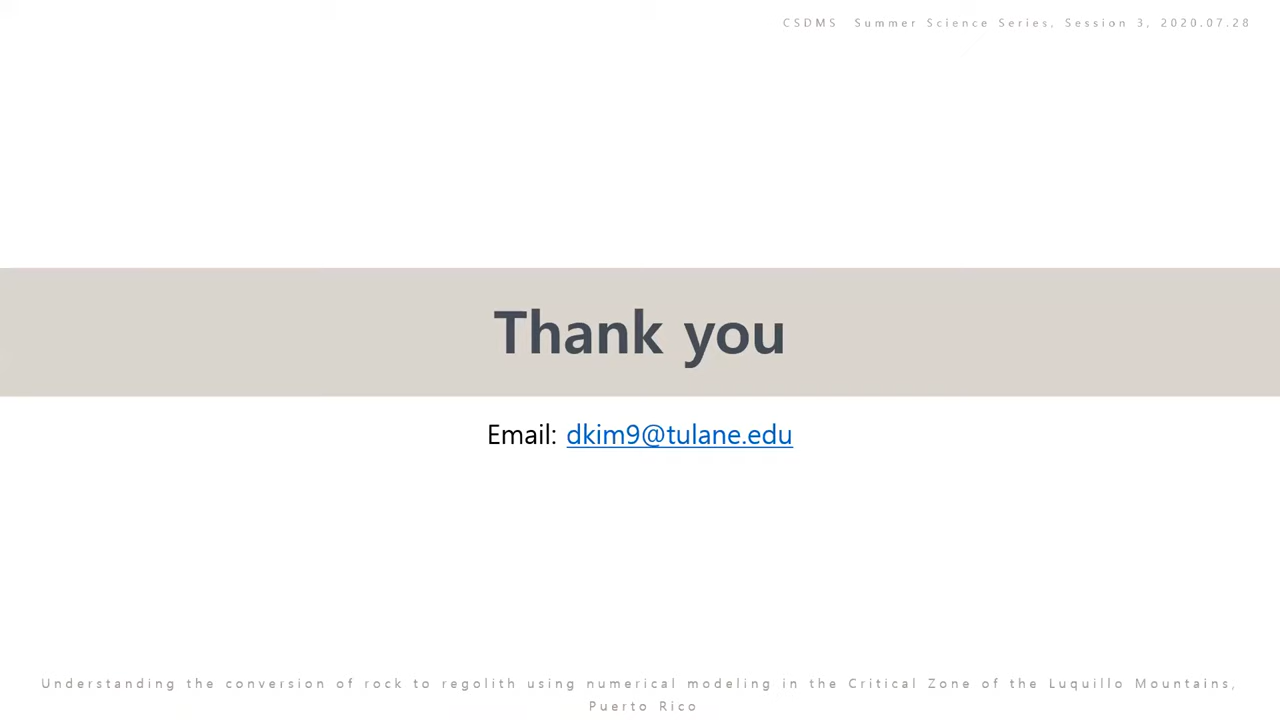 CSDMS Summer Science Series, Session 3, 2020.07.28
Thank you
Email: dkim9@tulane.edu
Understanding the conversion of rock to regolith using numerical modeling in the Critical Zone of the Luquillo Mountains,
Puerto Rico